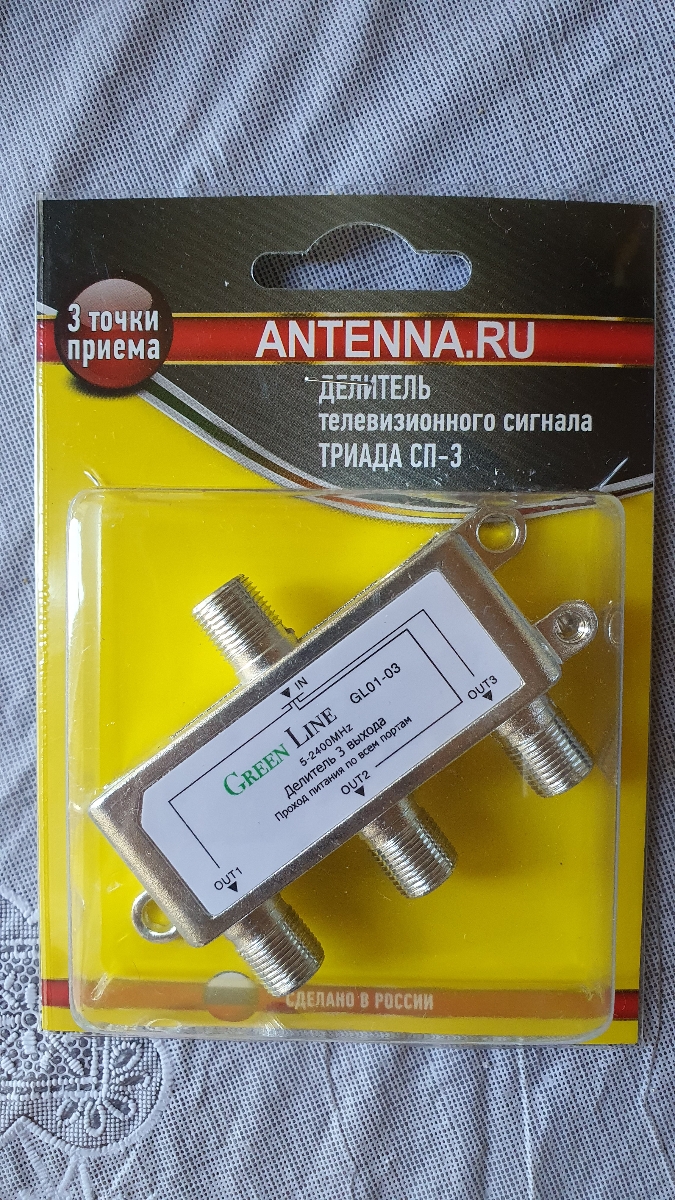 3 точки
приема
ANTENNA.RU
ДЕЛИТЕЛЬ
телевизионного сигнала
ТРИАДА СП-3
IN
GL01-03
OUT3
GREEN LINE
5-2400MHz
Делитель 3 выхода
Проход питания по всем портам
OUT2
OUT1
СДЕЛАНО В РОССИИ